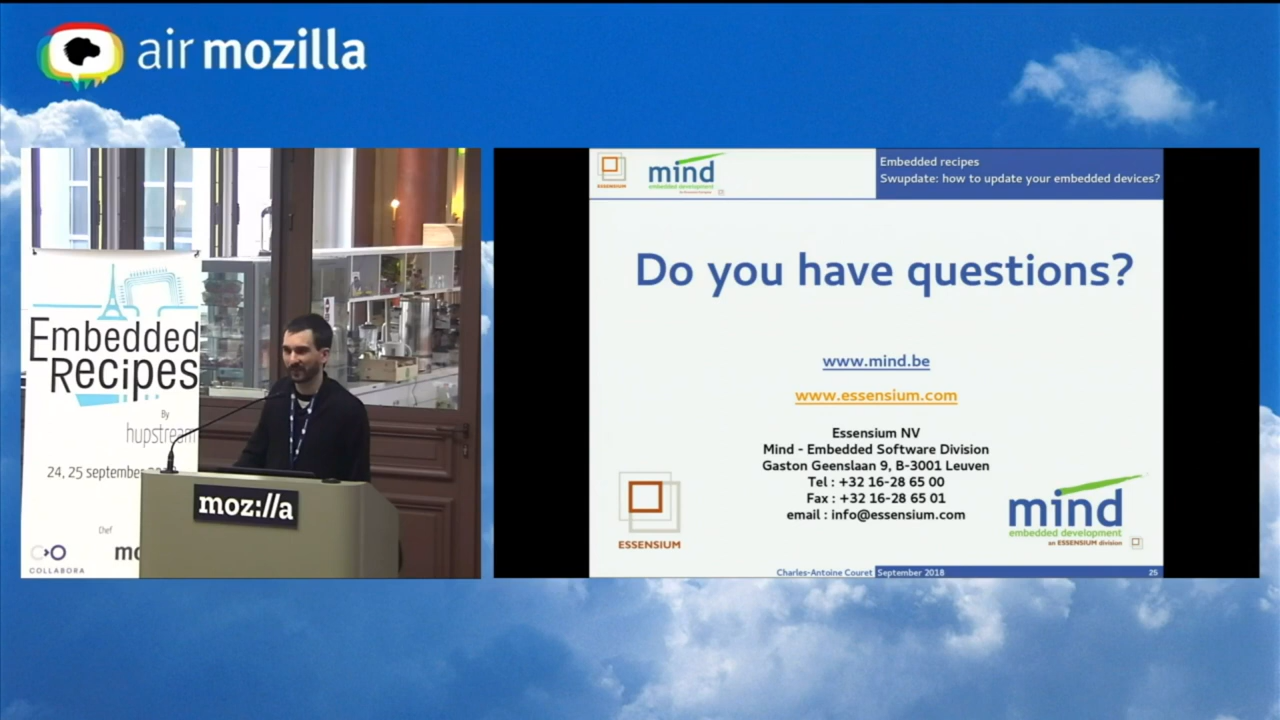 air mozilla
Embedded
Recipes
By
hupstream
24, 25 september
Chef
COLLABORA
moz://a
ESSENSIUM
mind
embedded development
Embedded recipes
Swupdate: how to update your embedded devices?
Do you have questions?
www.mind.be
www.essensium.com
Essensium NV
Mind - Embedded Software Division
Gaston Geenslaan 9, B-3001 Leuven
Tel : +32 16-28 65 00
Fax : +32 16-28 65 01
email : info@essensium.com
ESSENSIUM
mind
embedded development
an ESSENSIUM division
Charles-Antoine Couret September 2018
25